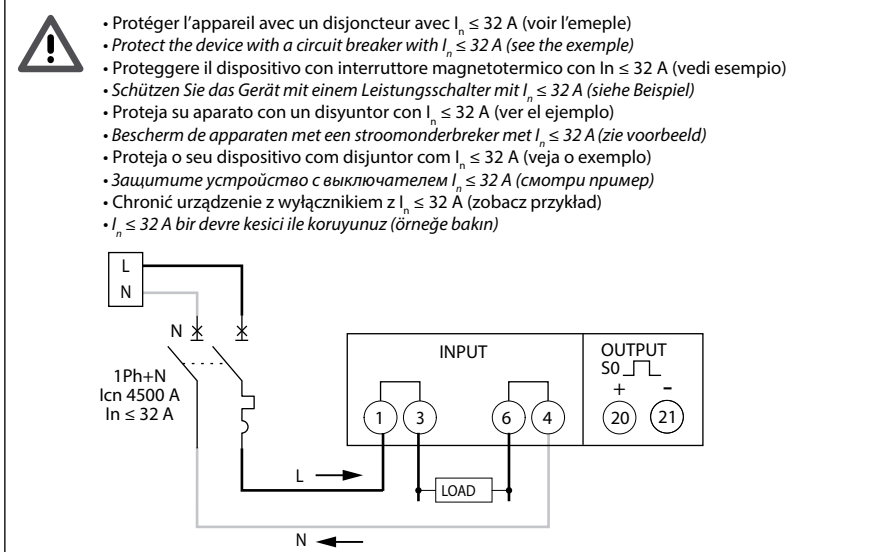 • Protéger l'appareil avec un disjoncteur avec In ≤ 32 A (voir l'emeple)
• Protect the device with a circuit breaker with In ≤ 32 A (see the exemple)
• Proteggere il dispositivo con interruttore magnetotermico con In ≤ 32 A (vedi esempio)
• Schützen Sie das Gerät mit einem Leistungsschalter mit In ≤ 32 A (siehe Beispiel)
• Proteja su aparato con un disyuntor con In ≤ 32 A (ver el ejemplo)
• Bescherm de apparaten met een stroomonderbreker met In ≤ 32 A (zie voorbeeld)
• Proteja o seu dispositivo com disjuntor com In ≤ 32 A (veja o exemplo)
• Защитите устройство с выключателем In ≤ 32 A (смотри пример)
• Chronić urządzenie z wyłącznikiem z In ≤ 32 A (zobacz przykład)
• In ≤ 32 A bir devre kesici ile koruyunuz (örneğe bakın)
L
N
N
1Ph+N
Icn 4500 A
In ≤ 32 A
INPUT
OUTPUT
S0
+ −
1 3 6 4 20 21
L
LOAD
N